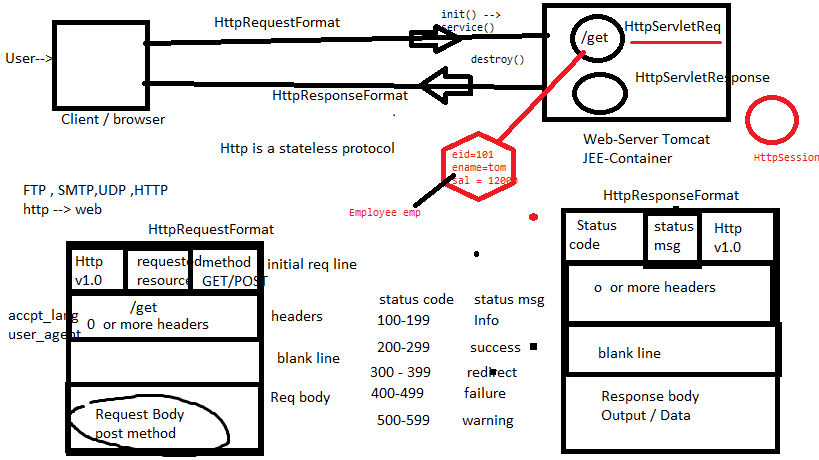 HttpRequestFormat
init() -->
service()
HttpServletReq
/get
User-->
destroy()
HttpServletResponse
HttpResponseFormat
Client / browser
Web-Server Tomcat
JEE-Container
Http is a stateless protocol
eid=101
ename=tom
sal = 12000
HttpSession
FTP , SMTP,UDP ,HTTP
http --> web
Employee emp
HttpResponseFormat
HttpRequestFormat
Http
v1.0
requested
resource
method
GET/POST
initial req line
Status
code
status
msg
Http
v1.0
accpt_lang
user_agent
/get
0 or more headers
headers
status code status msg
100-199 Info
o or more headers
blank line
200-299 success
blank line
300 - 399 redirect
Req body
400-499 failure
500-599 warning
Request Body
post method
Response body
Output / Data